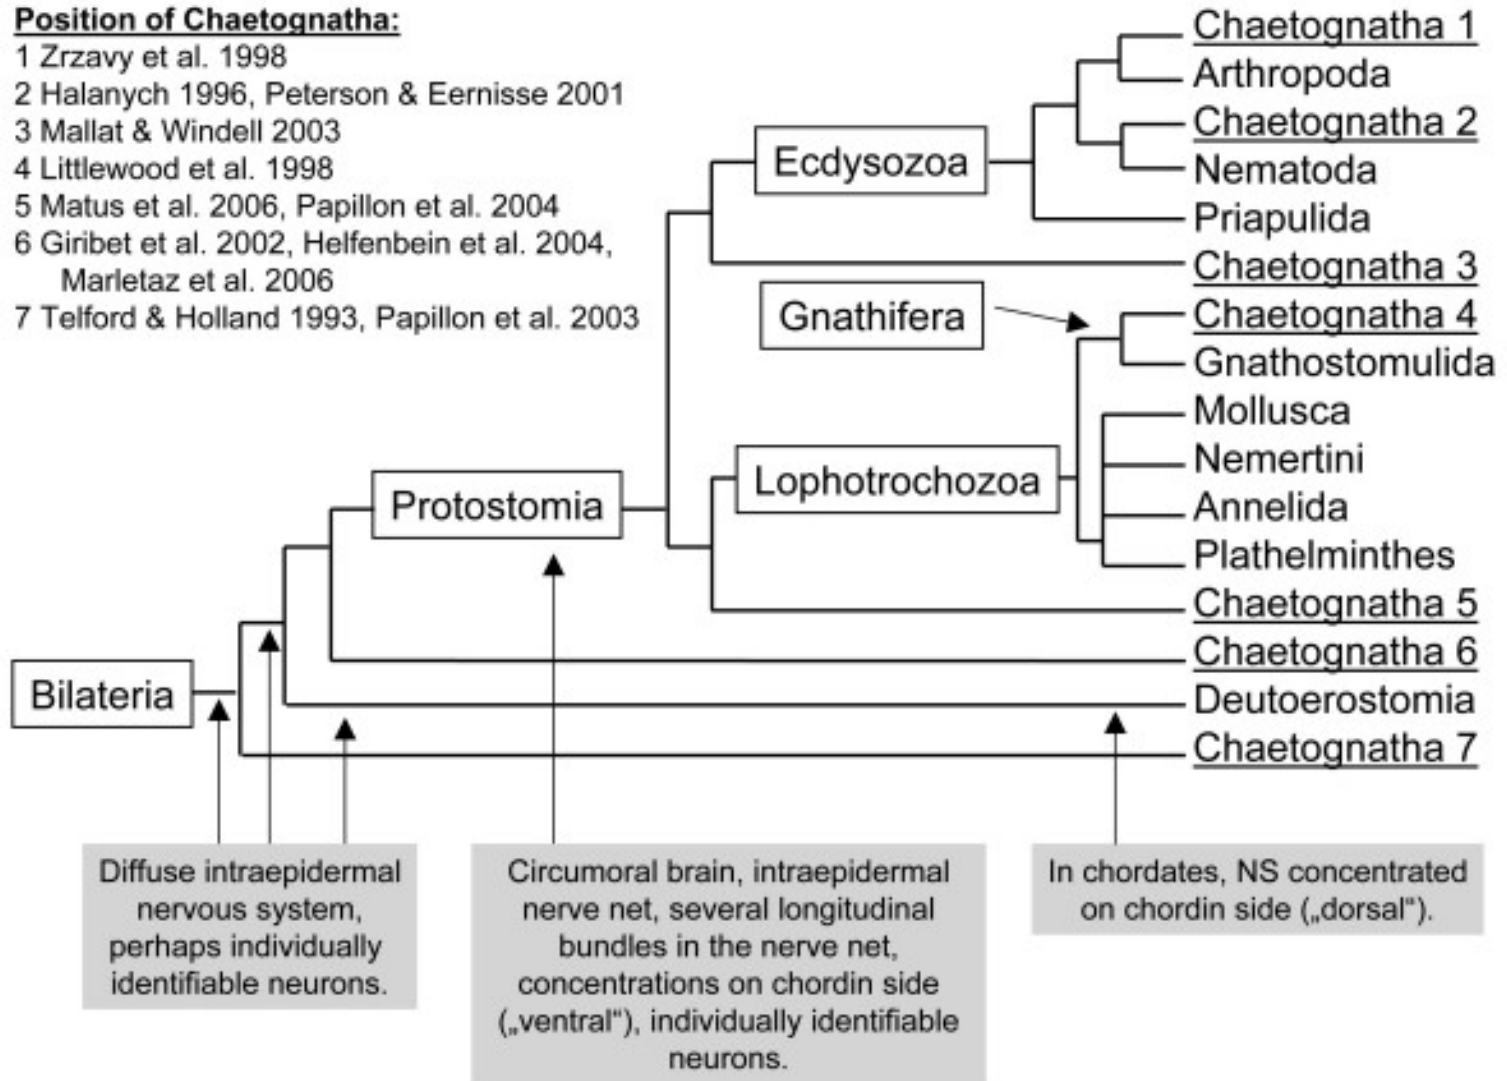 Position of Chaetognatha:
1 Zrzavy et al. 1998
2 Halanych 1996, Peterson & Eernisse 2001
3 Mallat & Windell 2003
4 Littlewood et al. 1998
5 Matus et al. 2006, Papillon et al. 2004
6 Giribet et al. 2002, Helfenbein et al. 2004,
Marletaz et al. 2006
7 Telford & Holland 1993, Papillon et al. 2003
Chaetognatha 1
Arthropoda
Chaetognatha 2
Ecdysozoa
Nematoda
Priapulida
Chaetognatha 3
Gnathifera
Chaetognatha 4
Gnathostomulida
Mollusca
Nemertini
Lophotrochozoa
Annelida
Protostomia
Plathelminthes
Chaetognatha 5
Chaetognatha 6
Bilateria
Deutoerostomia
Chaetognatha 7
Diffuse intraepidermal
nervous system,
perhaps individually
identifiable neurons.
Circumoral brain, intraepidermal
nerve net, several longitudinal
bundles in the nerve net,
concentrations on chordin side
(„ventral“), individually identifiable
neurons.
In chordates, NS concentrated
on chordin side („dorsal“).